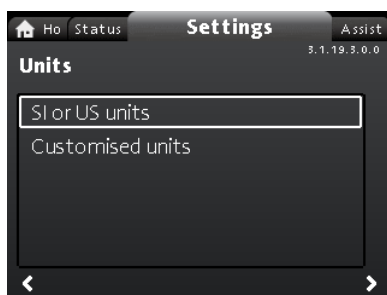 Ho Status Settings Assist
3.1.19.3.0.0
Units
SI or US units
Customised units